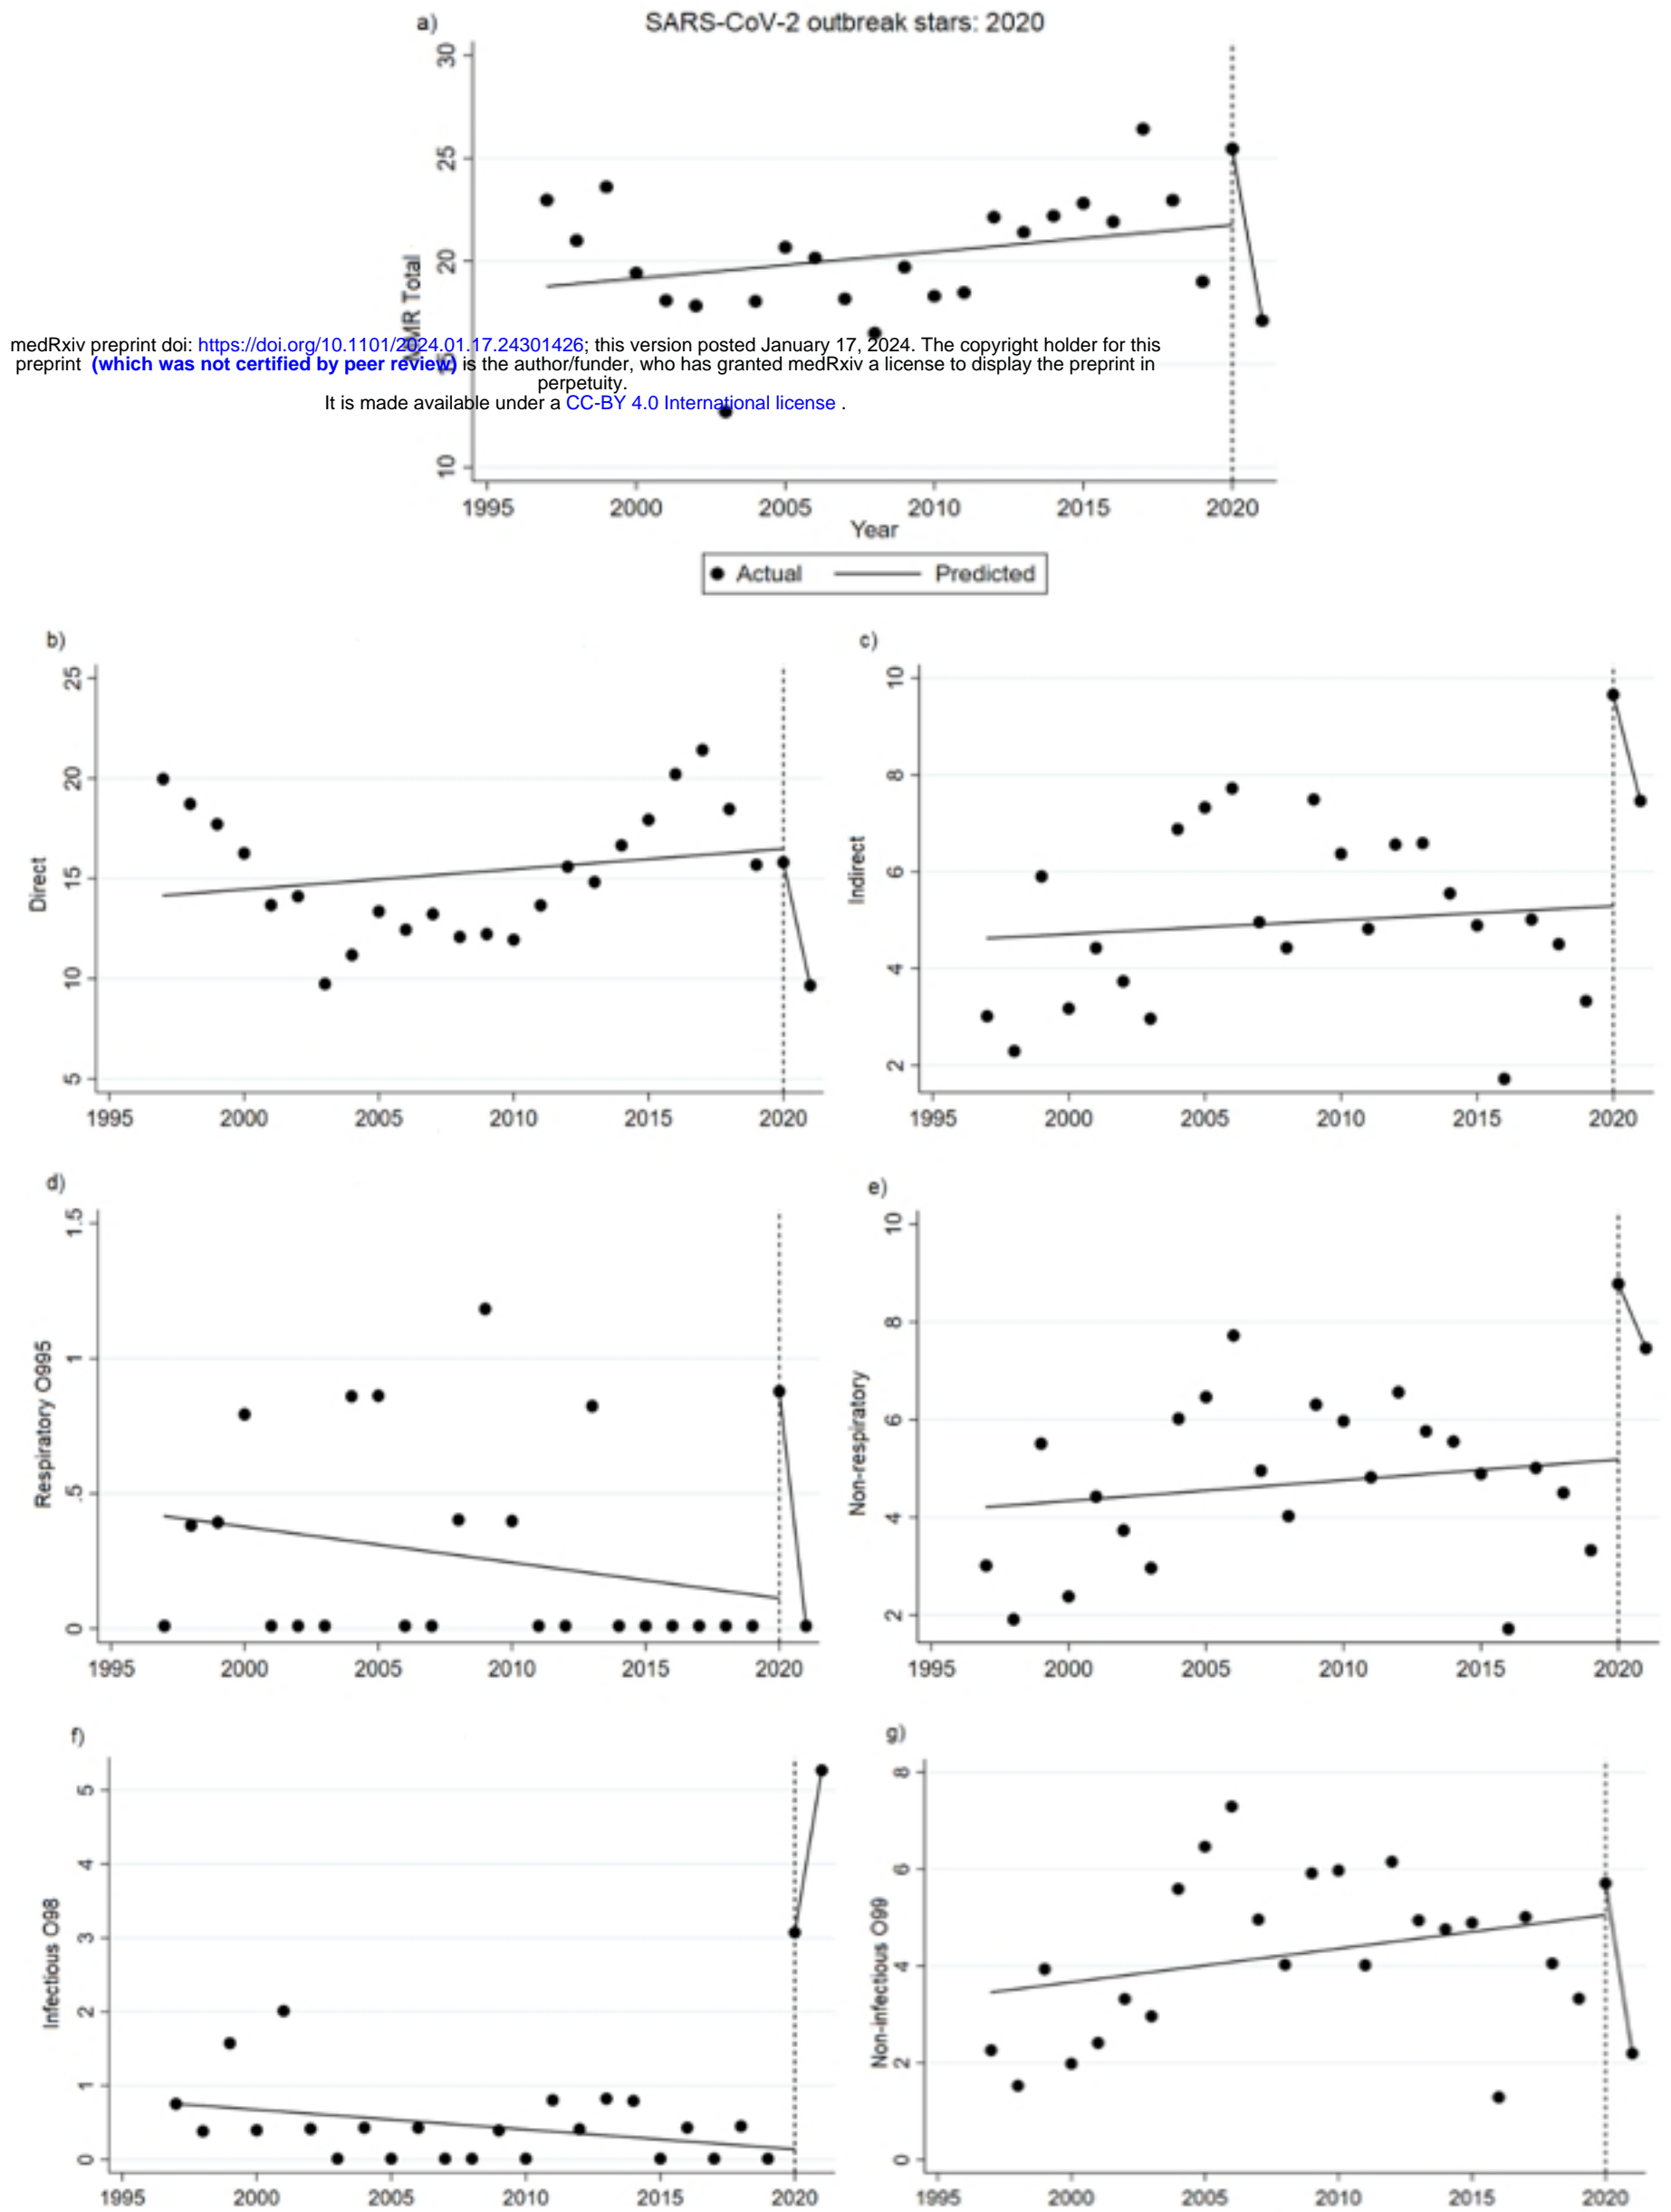 a) SARS-CoV-2 outbreak stars: 2020
30
25
20
15
10
MMR Total
medRxiv preprint doi: https://doi.org/10.1101/2024.01.17.24301426; this version posted January 17, 2024. The copyright holder for this
preprint (which was not certified by peer review) is the author/funder, who has granted medRxiv a license to display the preprint in
perpetuity.
It is made available under a CC-BY 4.0 International license .
1995 2000 2005 2010 2015 2020
Year
Actual Predicted
b)
25
20
15
10
5
Direct
1995 2000 2005 2010 2015 2020
c)
10
8
6
4
2
Indirect
1995 2000 2005 2010 2015 2020
d)
1.5
1
.5
0
Respiratory O995
1995 2000 2005 2010 2015 2020
e)
10
8
6
4
2
Non-respiratory
1995 2000 2005 2010 2015 2020
f)
5
4
3
2
1
0
Infectious O98
1995 2000 2005 2010 2015 2020
g)
8
6
4
2
0
Non-infectious O99
1995 2000 2005 2010 2015 2020